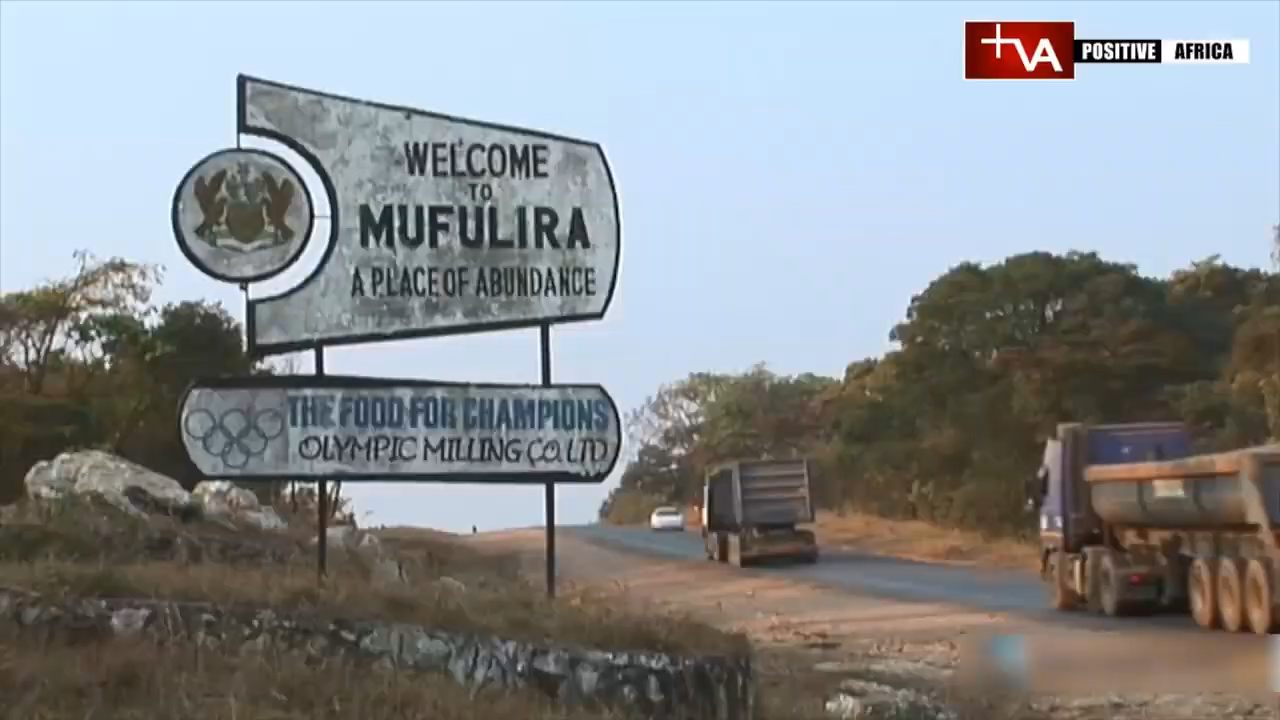 +VA POSITIVE AFRICA
WELCOME
TO
MUFULIRA
A PLACE OF ABUNDANCE
THE FOOD FOR CHAMPIONS
OLYMPIC MILLING CO. LTD